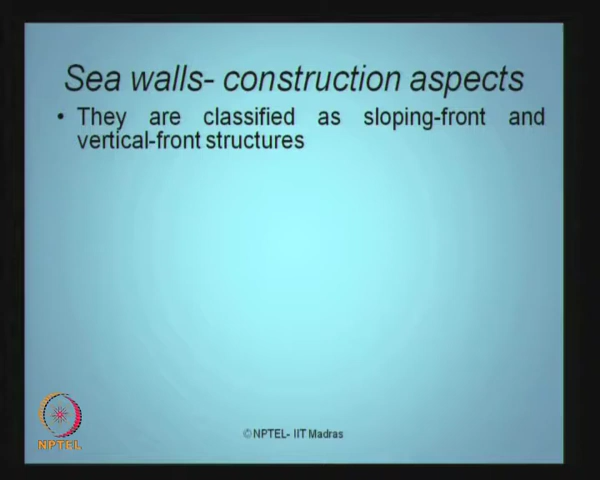 Sea walls- construction aspects
• They are classified as sloping-front and
vertical-front structures
NPTEL
©NPTEL- IIT Madras